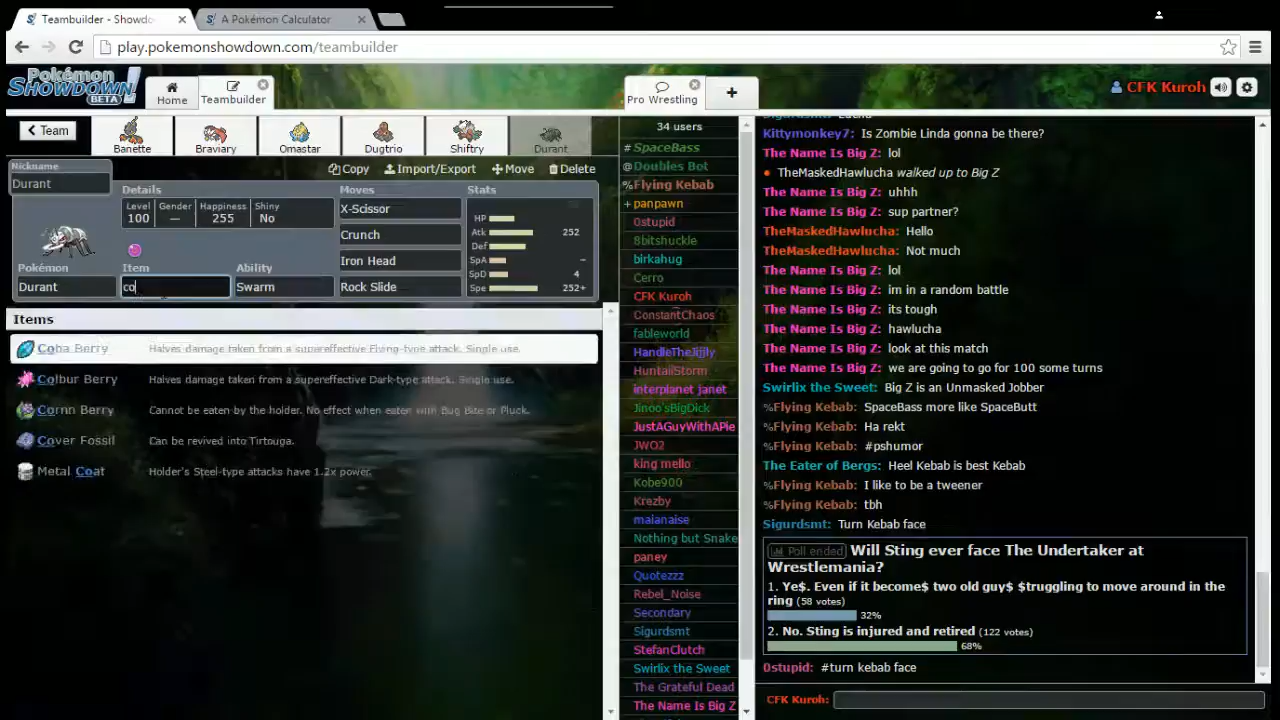 Teambuilder - Showdo
A Pokémon Calculator
play.pokemonshowdown.com/teambuilder
Pokémon
SHOWDOWN!
BETA
Home
Teambuilder
Pro Wrestling
CFK Kuroh
Team
Banette
Braviary
Omastar
Dugtrio
Shiftry
Durant
Nickname
Durant
Copy
Import/Export
Move
Delete
Details
Level
100
Gender
—
Happiness
255
Shiny
No
Moves
X-Scissor
Crunch
Iron Head
Rock Slide
Stats
HP
Atk 252
Def
SpA –
SpD 4
Spe 252+
Pokémon
Durant
Item
co
Ability
Swarm
Items
Coba Berry Halves damage taken from a supereffective Flying-type attack. Single use.
Colbur Berry Halves damage taken from a supereffective Dark-type attack. Single use.
Cornn Berry Cannot be eaten by the holder. No effect when eaten with Bug Bite or Pluck.
Cover Fossil Can be revived into Tirtouga.
Metal Coat Holder's Steel-type attacks have 1.2x power.
34 users
#SpaceBass
@Doubles Bot
%Flying Kebab
+panpawn
0stupid
8bitshuckle
birkahug
Cerro
CFK Kuroh
ConstantChaos
fableworld
HandleTheJijjly
HuntailStorm
interplanet janet
Jinoo'sBigDick
JustAGuyWithAPie
JWO2
king mello
Kobe900
Krezby
maianaise
Nothing but Snake
paney
Quotezzz
Rebel_Noise
Secondary
Sigurdsmt
StefanClutch
Swirlix the Sweet
The Grateful Dead
The Name Is Big Z
Kittymonkey7: Is Zombie Linda gonna be there?
The Name Is Big Z: lol
• TheMaskedHawlucha walked up to Big Z
The Name Is Big Z: uhhh
The Name Is Big Z: sup partner?
TheMaskedHawlucha: Hello
TheMaskedHawlucha: Not much
The Name Is Big Z: lol
The Name Is Big Z: im in a random battle
The Name Is Big Z: its tough
The Name Is Big Z: hawlucha
The Name Is Big Z: look at this match
The Name Is Big Z: we are going to go for 100 some turns
Swirlix the Sweet: Big Z is an Unmasked Jobber
%Flying Kebab: SpaceBass more like SpaceButt
%Flying Kebab: Ha rekt
%Flying Kebab: #pshumor
The Eater of Bergs: Heel Kebab is best Kebab
%Flying Kebab: I like to be a tweener
%Flying Kebab: tbh
Sigurdsmt: Turn Kebab face
Poll ended Will Sting ever face The Undertaker at
Wrestlemania?
1. Ye$. Even if it become$ two old guy$ $truggling to move around in the
ring (58 votes)
32%
2. No. Sting is injured and retired (122 votes)
68%
0stupid: #turn kebab face
CFK Kuroh: